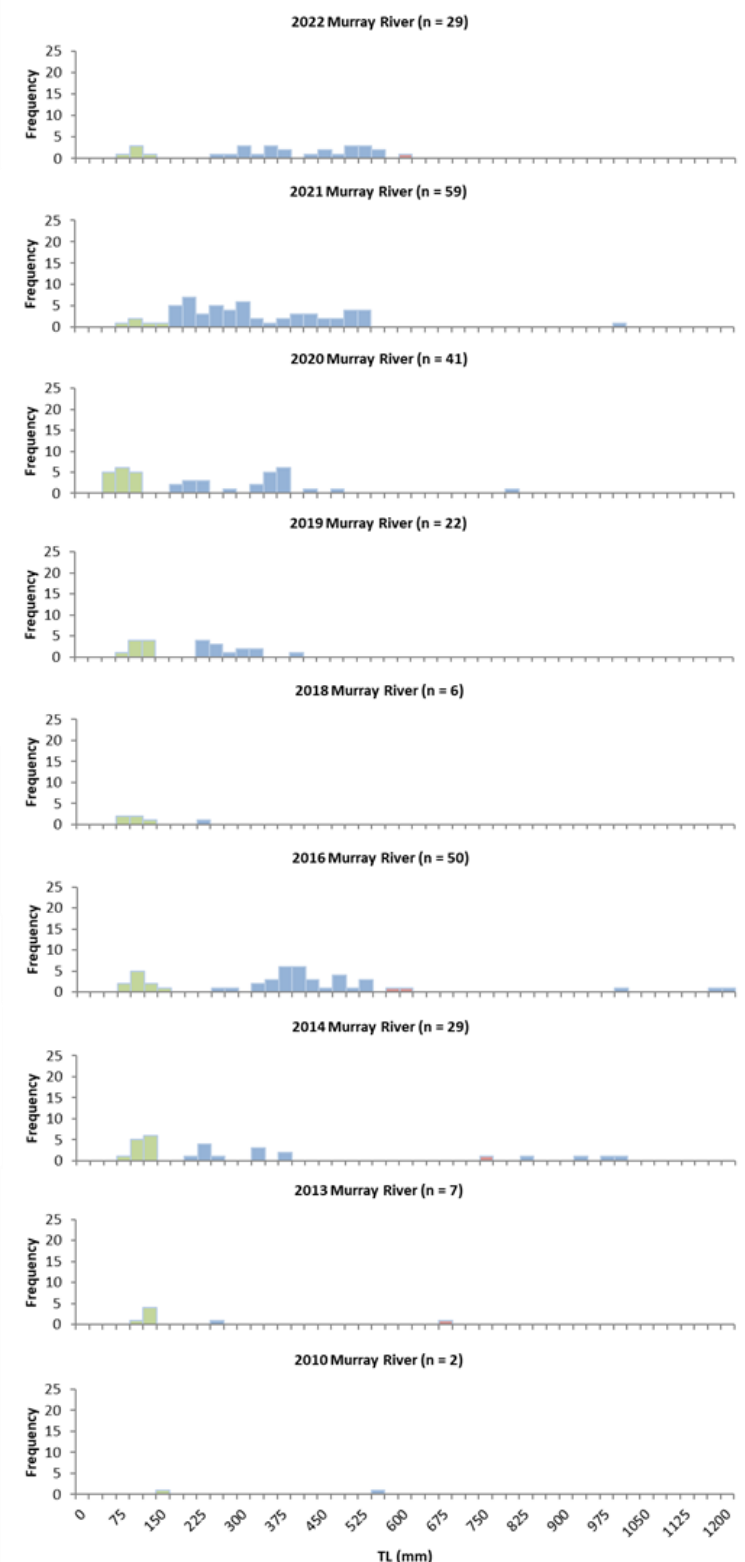 2022 Murray River (n = 29)
Frequency
25
20
15
10
5
0
2021 Murray River (n = 59)
Frequency
25
20
15
10
5
0
2020 Murray River (n = 41)
Frequency
25
20
15
10
5
0
2019 Murray River (n = 22)
Frequency
25
20
15
10
5
0
2018 Murray River (n = 6)
Frequency
25
20
15
10
5
0
2016 Murray River (n = 50)
Frequency
25
20
15
10
5
0
2014 Murray River (n = 29)
Frequency
25
20
15
10
5
0
2013 Murray River (n = 7)
Frequency
25
20
15
10
5
0
2010 Murray River (n = 2)
Frequency
25
20
15
10
5
0
0 75 150 225 300 375 450 525 600 675 750 825 900 975 1050 1125 1200
TL (mm)